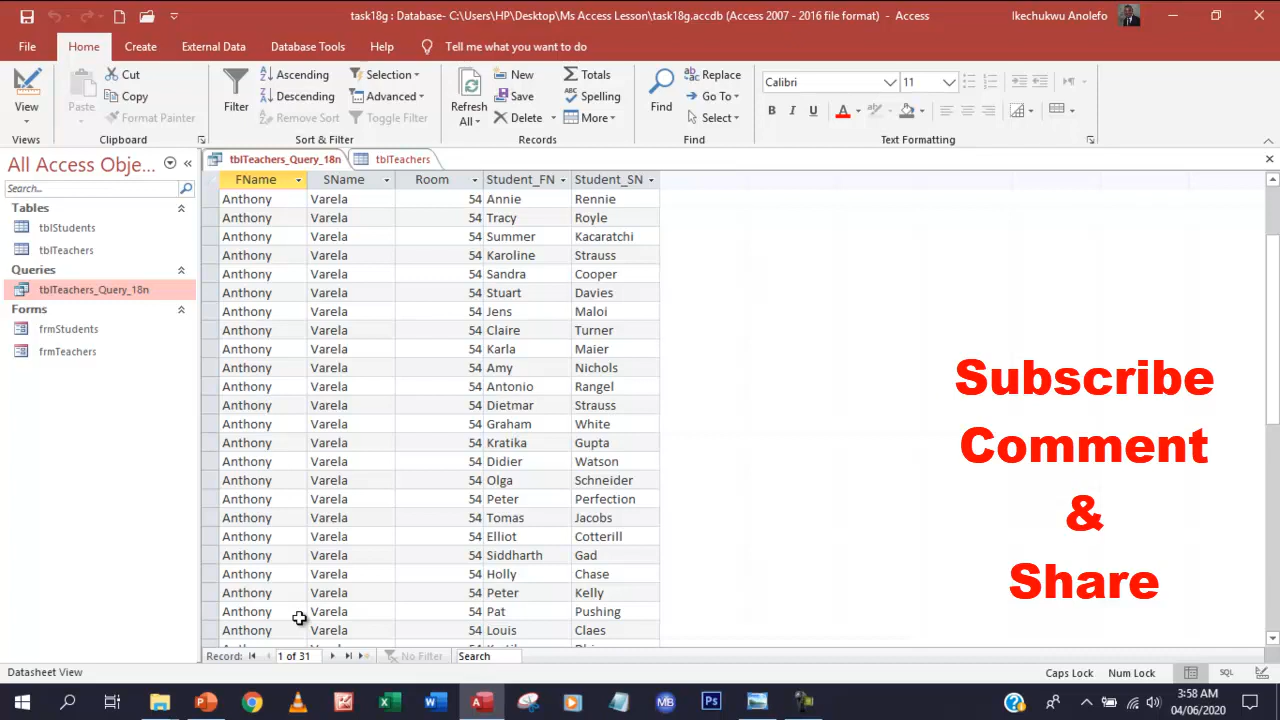 task18g : Database- C:\Users\HP\Desktop\Ms Access Lesson\task18g.accdb (Access 2007 - 2016 file format) - Access
Ikechukwu Anolefo
File Home Create External Data Database Tools Help Tell me what you want to do
View
Views
Paste
Cut
Copy
Format Painter
Clipboard
Filter
Ascending
Descending
Remove Sort
Selection
Advanced
Toggle Filter
Sort & Filter
Refresh
All
New
Save
Delete
Totals
Spelling
More
Records
Find
Replace
Go To
Select
Find
Calibri 11
B I U A
Text Formatting
All Access Obje...
Search...
Tables
tblStudents
tblTeachers
Queries
tblTeachers_Query_18n
Forms
frmStudents
frmTeachers
tblTeachers_Query_18n tblTeachers
FName SName Room Student_FN Student_SN
Anthony Varela 54 Annie Rennie
Anthony Varela 54 Tracy Royle
Anthony Varela 54 Summer Kacaratchi
Anthony Varela 54 Karoline Strauss
Anthony Varela 54 Sandra Cooper
Anthony Varela 54 Stuart Davies
Anthony Varela 54 Jens Maloi
Anthony Varela 54 Claire Turner
Anthony Varela 54 Karla Maier
Anthony Varela 54 Amy Nichols
Anthony Varela 54 Antonio Rangel
Anthony Varela 54 Dietmar Strauss
Anthony Varela 54 Graham White
Anthony Varela 54 Kratika Gupta
Anthony Varela 54 Didier Watson
Anthony Varela 54 Olga Schneider
Anthony Varela 54 Peter Perfection
Anthony Varela 54 Tomas Jacobs
Anthony Varela 54 Elliot Cotterill
Anthony Varela 54 Siddharth Gad
Anthony Varela 54 Holly Chase
Anthony Varela 54 Peter Kelly
Anthony Varela 54 Pat Pushing
Anthony Varela 54 Louis Claes
Record: 1 of 31 No Filter Search
Subscribe
Comment
&
Share
Datasheet View
Caps Lock Num Lock SQL
3:58 AM
04/06/2020